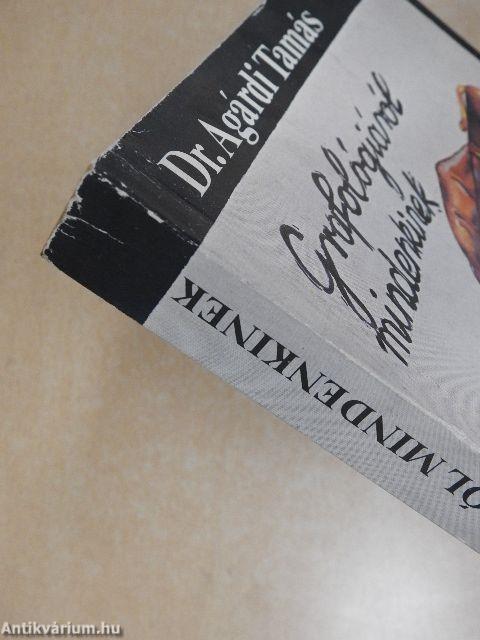 Dr. Agárdi Tamás
Grafológiáról
mindenkinek
ÓL MINDENKINEK
Antikvárium.hu